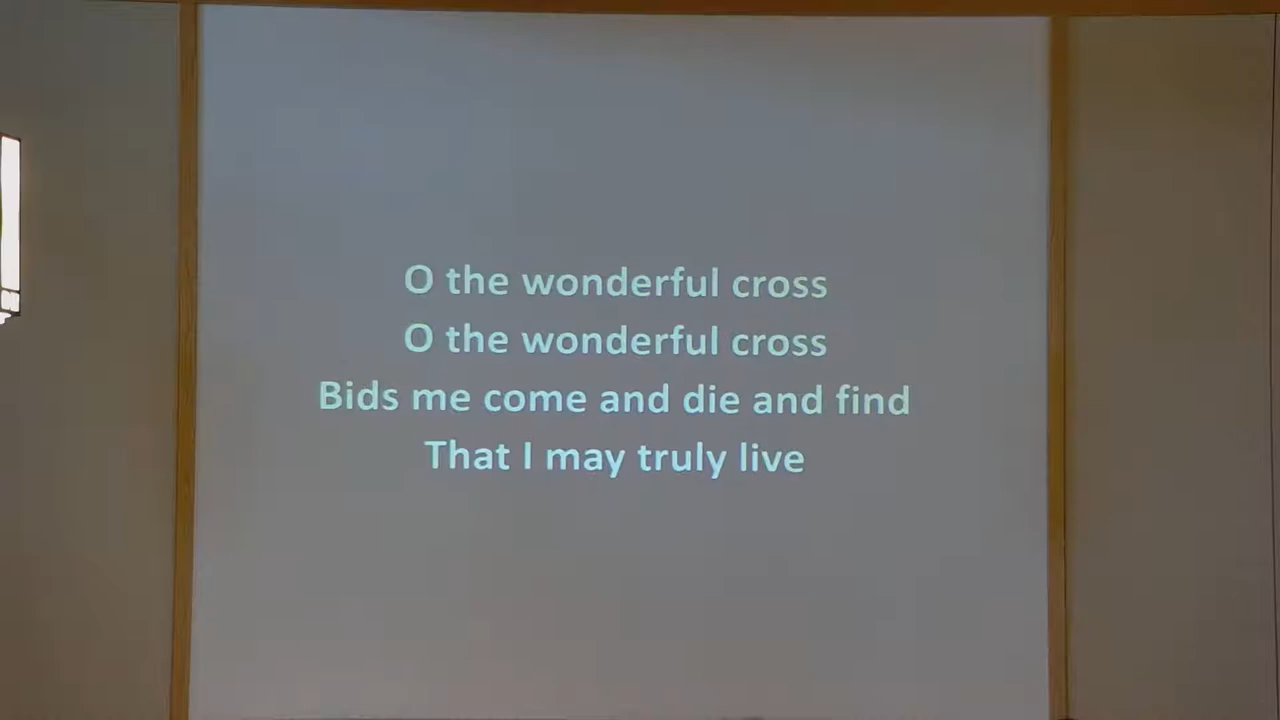 O the wonderful cross
O the wonderful cross
Bids me come and die and find
That I may truly live